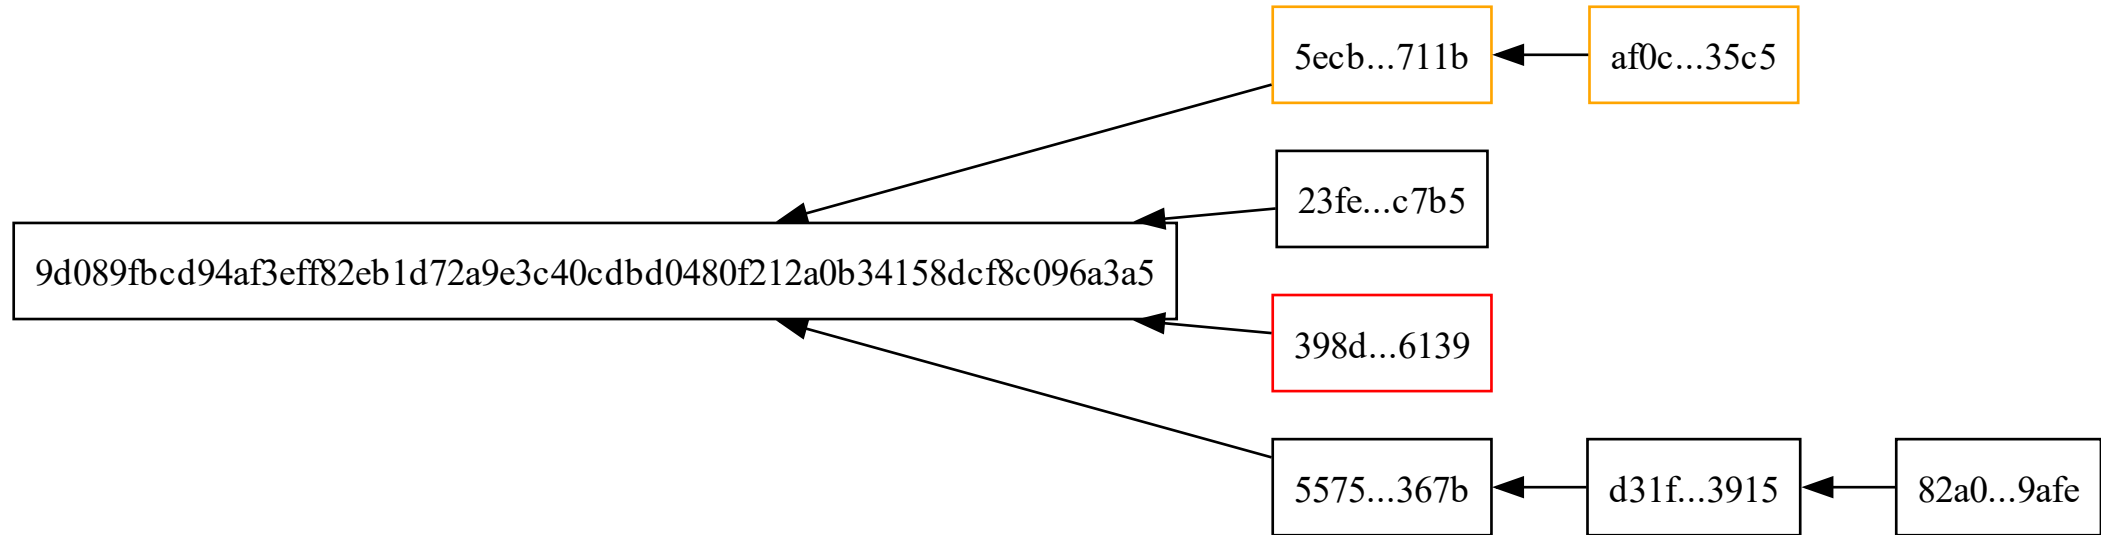 5ecb...711b
af0c...35c5
23fe...c7b5
9d089fbcd94af3eff82eb1d72a9e3c40cdbd0480f212a0b34158dcf8c096a3a5
398d...6139
5575...367b
d31f...3915
82a0...9afe